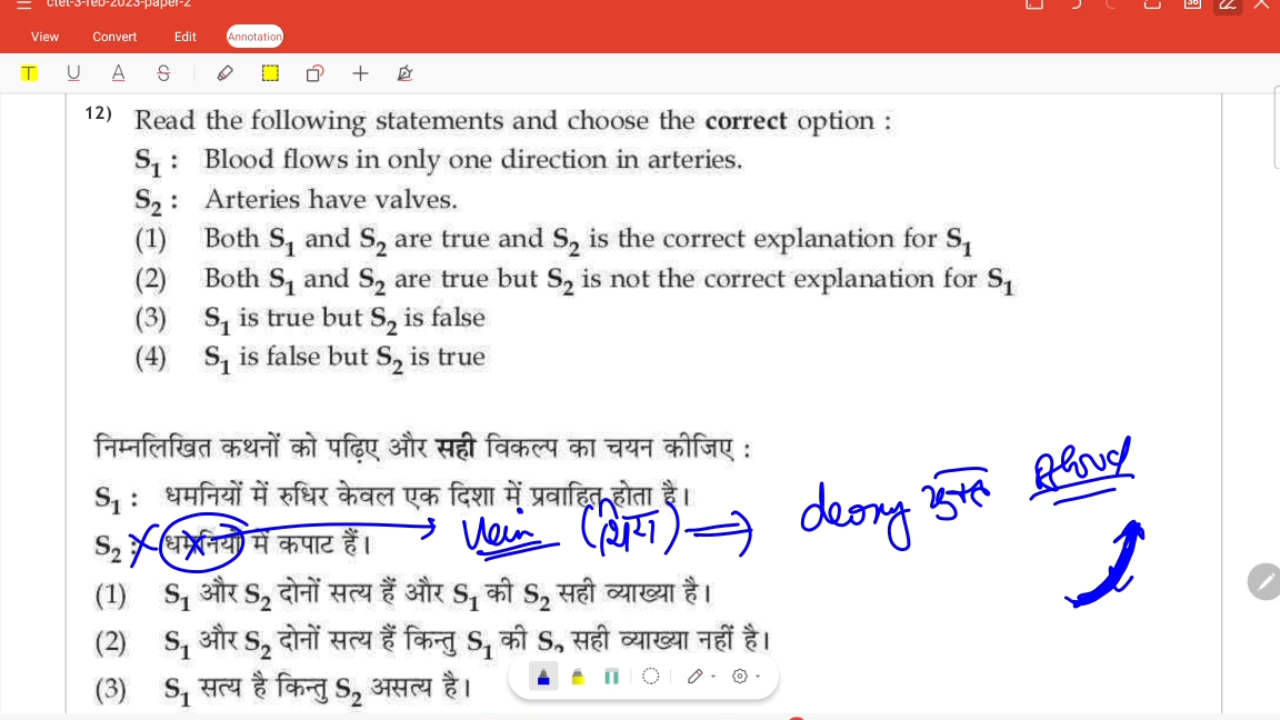 ctet-3-feb-2023-paper-2
View Convert Edit Annotation
T U A S
12) Read the following statements and choose the correct option :
S₁ : Blood flows in only one direction in arteries.
S₂ : Arteries have valves.
(1) Both S₁ and S₂ are true and S₂ is the correct explanation for S₁
(2) Both S₁ and S₂ are true but S₂ is not the correct explanation for S₁
(3) S₁ is true but S₂ is false
(4) S₁ is false but S₂ is true
निम्नलिखित कथनों को पढ़िए और सही विकल्प का चयन कीजिए :
Blood
S₁ : धमनियों में रुधिर केवल एक दिशा में प्रवाहित होता है।
deoxy युक्त
S₂ : धमनियों में कपाट हैं।
Vein (शिरा)
(1) S₁ और S₂ दोनों सत्य हैं और S₁ की S₂ सही व्याख्या है।
(2) S₁ और S₂ दोनों सत्य हैं किन्तु S₁ की S₂ सही व्याख्या नहीं है।
(3) S₁ सत्य है किन्तु S₂ असत्य है।